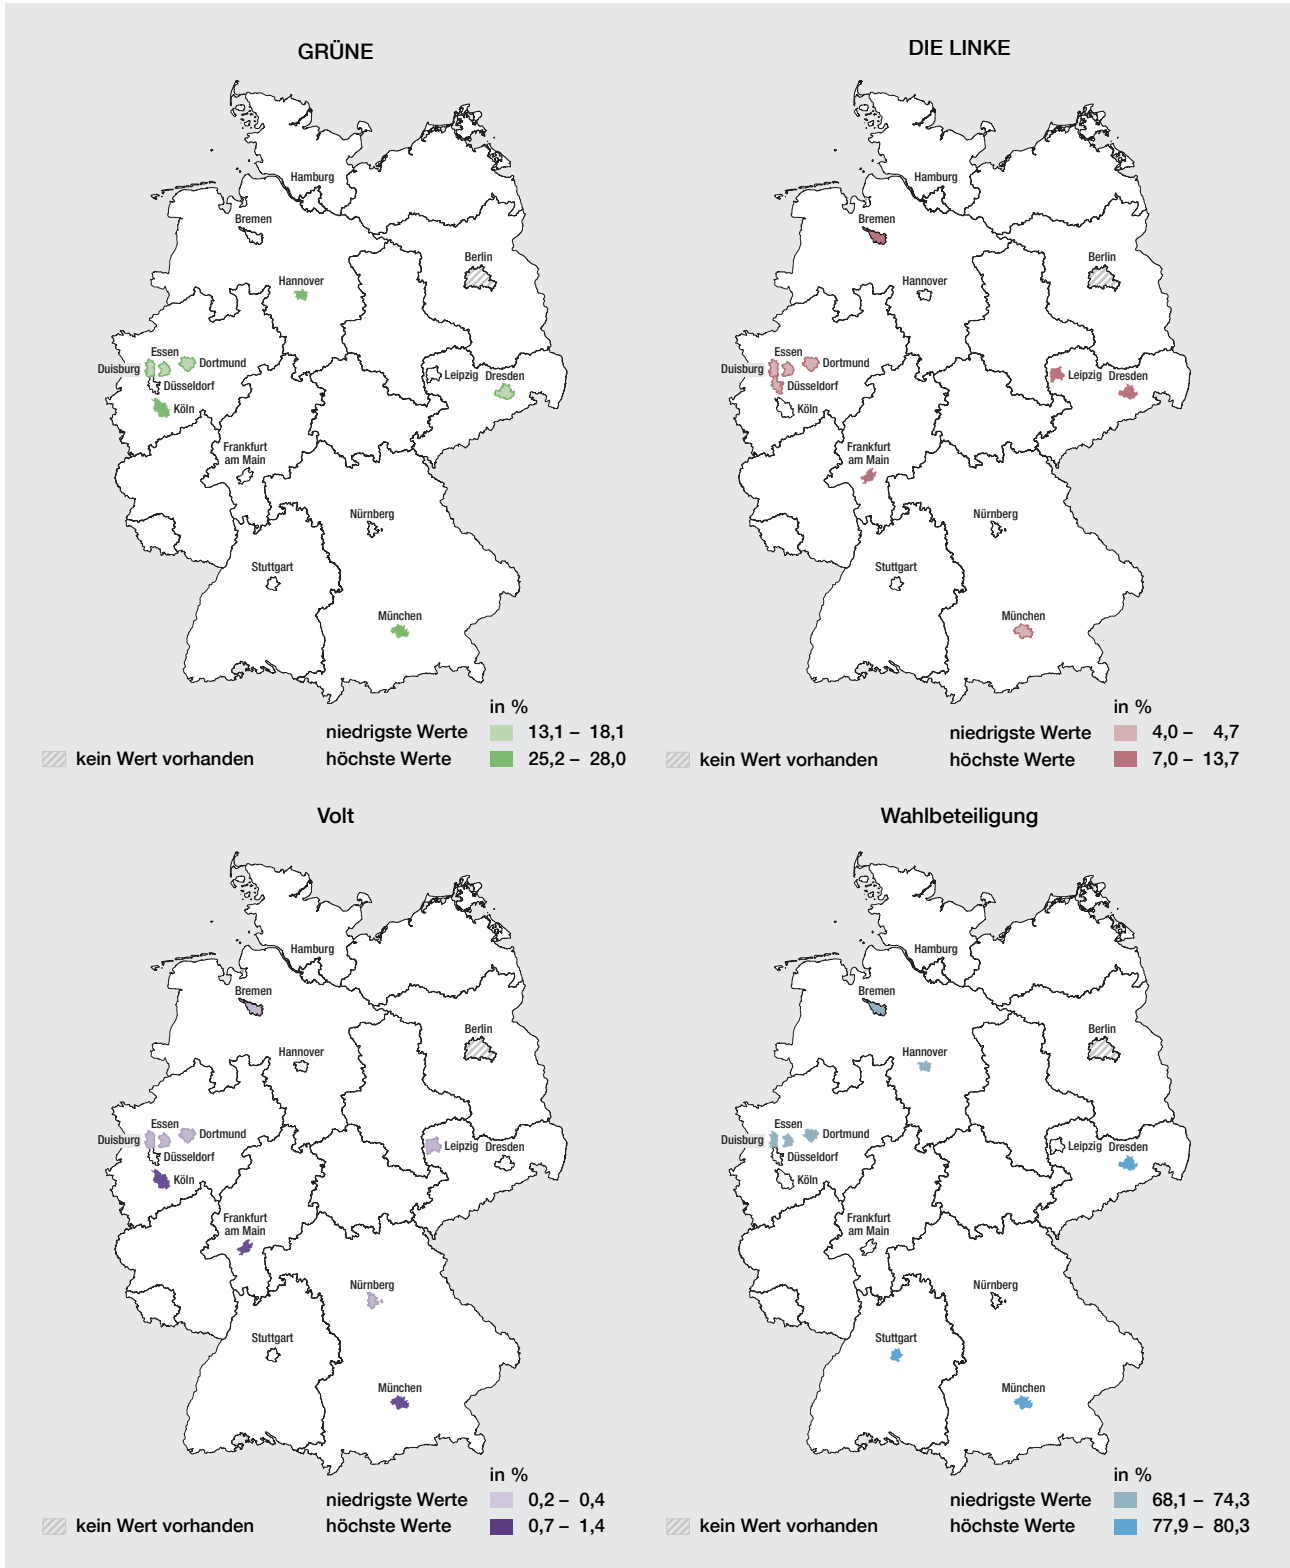 GRÜNE
Hamburg
Bremen
Berlin
Hannover
Essen
Duisburg
Dortmund
Düsseldorf
Leipzig
Dresden
Köln
Frankfurt
am Main
Nürnberg
Stuttgart
München
in %
niedrigste Werte 13,1 – 18,1
kein Wert vorhanden höchste Werte 25,2 – 28,0
DIE LINKE
Hamburg
Bremen
Berlin
Hannover
Essen
Duisburg
Dortmund
Düsseldorf
Leipzig
Dresden
Köln
Frankfurt
am Main
Nürnberg
Stuttgart
München
in %
niedrigste Werte 4,0 – 4,7
kein Wert vorhanden höchste Werte 7,0 – 13,7
Volt
Hamburg
Bremen
Berlin
Hannover
Essen
Duisburg
Dortmund
Düsseldorf
Leipzig
Dresden
Köln
Frankfurt
am Main
Nürnberg
Stuttgart
München
in %
niedrigste Werte 0,2 – 0,4
kein Wert vorhanden höchste Werte 0,7 – 1,4
Wahlbeteiligung
Hamburg
Bremen
Berlin
Hannover
Essen
Duisburg
Dortmund
Düsseldorf
Leipzig
Dresden
Köln
Frankfurt
am Main
Nürnberg
Stuttgart
München
in %
niedrigste Werte 68,1 – 74,3
kein Wert vorhanden höchste Werte 77,9 – 80,3